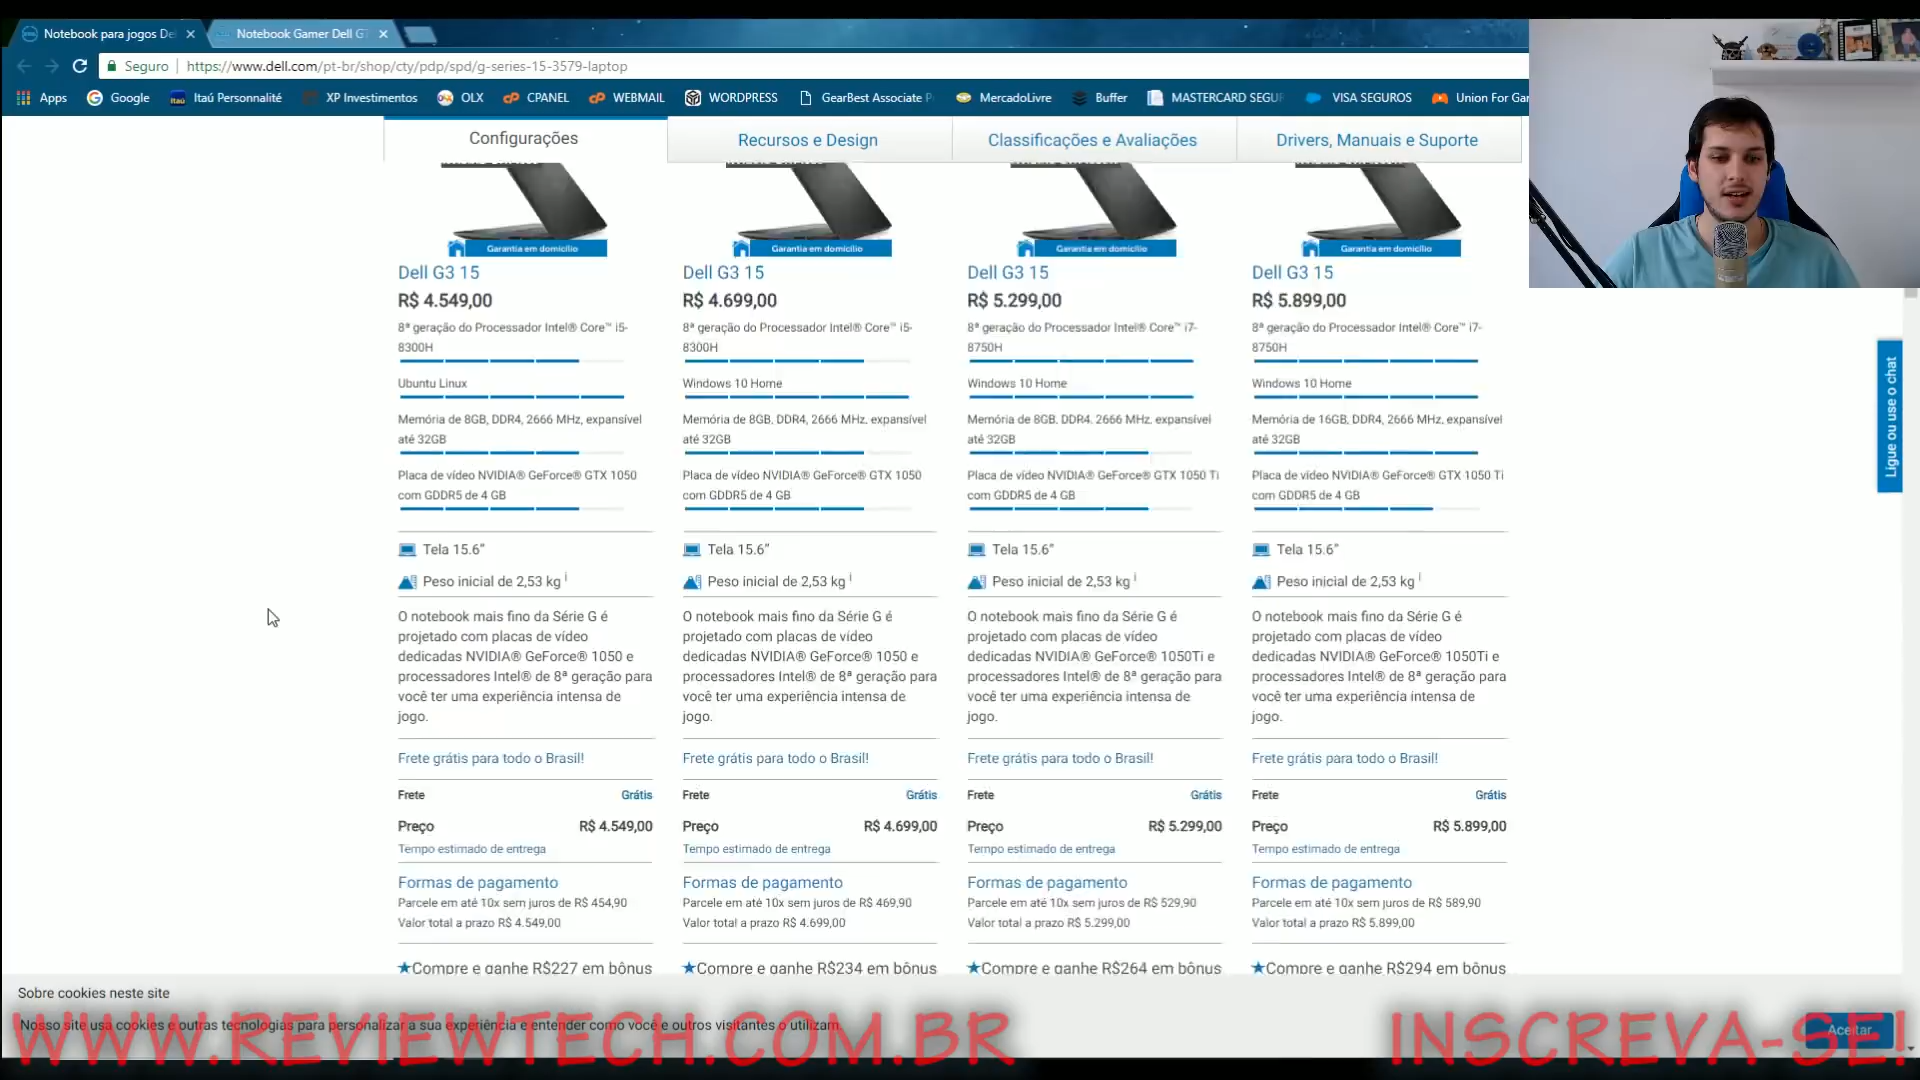 Notebook para jogos De
Notebook Gamer Dell G7
Seguro
https://www.dell.com/pt-br/shop/cty/pdp/spd/g-series-15-3579-laptop
Apps
Google
Itaú Personnalité
XP Investimentos
OLX
CPANEL
WEBMAIL
WORDPRESS
GearBest Associate P
MercadoLivre
Buffer
MASTERCARD SEGUR
VISA SEGUROS
Union For Gar
Configurações
Recursos e Design
Classificações e Avaliações
Drivers, Manuais e Suporte
Garantia em domicílio
Dell G3 15
R$ 4.549,00
8ª geração do Processador Intel® Core™ i5-
8300H
Ubuntu Linux
Memória de 8GB, DDR4, 2666 MHz, expansível
até 32GB
Placa de vídeo NVIDIA® GeForce® GTX 1050
com GDDR5 de 4 GB
Tela 15.6”
Peso inicial de 2,53 kg i
O notebook mais fino da Série G é
projetado com placas de vídeo
dedicadas NVIDIA® GeForce® 1050 e
processadores Intel® de 8ª geração para
você ter uma experiência intensa de
jogo.
Frete grátis para todo o Brasil!
Frete Grátis
Preço R$ 4.549,00
Tempo estimado de entrega
Formas de pagamento
Parcele em até 10x sem juros de R$ 454,90
Valor total a prazo R$ 4.549,00
★Compre e ganhe R$227 em bônus
Garantia em domicílio
Dell G3 15
R$ 4.699,00
8ª geração do Processador Intel® Core™ i5-
8300H
Windows 10 Home
Memória de 8GB, DDR4, 2666 MHz, expansível
até 32GB
Placa de vídeo NVIDIA® GeForce® GTX 1050
com GDDR5 de 4 GB
Tela 15.6”
Peso inicial de 2,53 kg i
O notebook mais fino da Série G é
projetado com placas de vídeo
dedicadas NVIDIA® GeForce® 1050 e
processadores Intel® de 8ª geração para
você ter uma experiência intensa de
jogo.
Frete grátis para todo o Brasil!
Frete Grátis
Preço R$ 4.699,00
Tempo estimado de entrega
Formas de pagamento
Parcele em até 10x sem juros de R$ 469,90
Valor total a prazo R$ 4.699,00
★Compre e ganhe R$234 em bônus
Garantia em domicílio
Dell G3 15
R$ 5.299,00
8ª geração do Processador Intel® Core™ i7-
8750H
Windows 10 Home
Memória de 8GB, DDR4, 2666 MHz, expansível
até 32GB
Placa de vídeo NVIDIA® GeForce® GTX 1050 Ti
com GDDR5 de 4 GB
Tela 15.6”
Peso inicial de 2,53 kg i
O notebook mais fino da Série G é
projetado com placas de vídeo
dedicadas NVIDIA® GeForce® 1050Ti e
processadores Intel® de 8ª geração para
você ter uma experiência intensa de
jogo.
Frete grátis para todo o Brasil!
Frete Grátis
Preço R$ 5.299,00
Tempo estimado de entrega
Formas de pagamento
Parcele em até 10x sem juros de R$ 529,90
Valor total a prazo R$ 5.299,00
★Compre e ganhe R$264 em bônus
Garantia em domicílio
Dell G3 15
R$ 5.899,00
8ª geração do Processador Intel® Core™ i7-
8750H
Windows 10 Home
Memória de 16GB, DDR4, 2666 MHz, expansível
até 32GB
Placa de vídeo NVIDIA® GeForce® GTX 1050 Ti
com GDDR5 de 4 GB
Tela 15.6”
Peso inicial de 2,53 kg i
O notebook mais fino da Série G é
projetado com placas de vídeo
dedicadas NVIDIA® GeForce® 1050Ti e
processadores Intel® de 8ª geração para
você ter uma experiência intensa de
jogo.
Frete grátis para todo o Brasil!
Frete Grátis
Preço R$ 5.899,00
Tempo estimado de entrega
Formas de pagamento
Parcele em até 10x sem juros de R$ 589,90
Valor total a prazo R$ 5.899,00
★Compre e ganhe R$294 em bônus
Ligue ou use o chat
Sobre cookies neste site
Nosso site usa cookies e outras tecnologias para personalizar a sua experiência e entender como você e outros visitantes o utilizam.
Aceitar
WWW.REVIEWTECH.COM.BR
INSCREVA-SE!